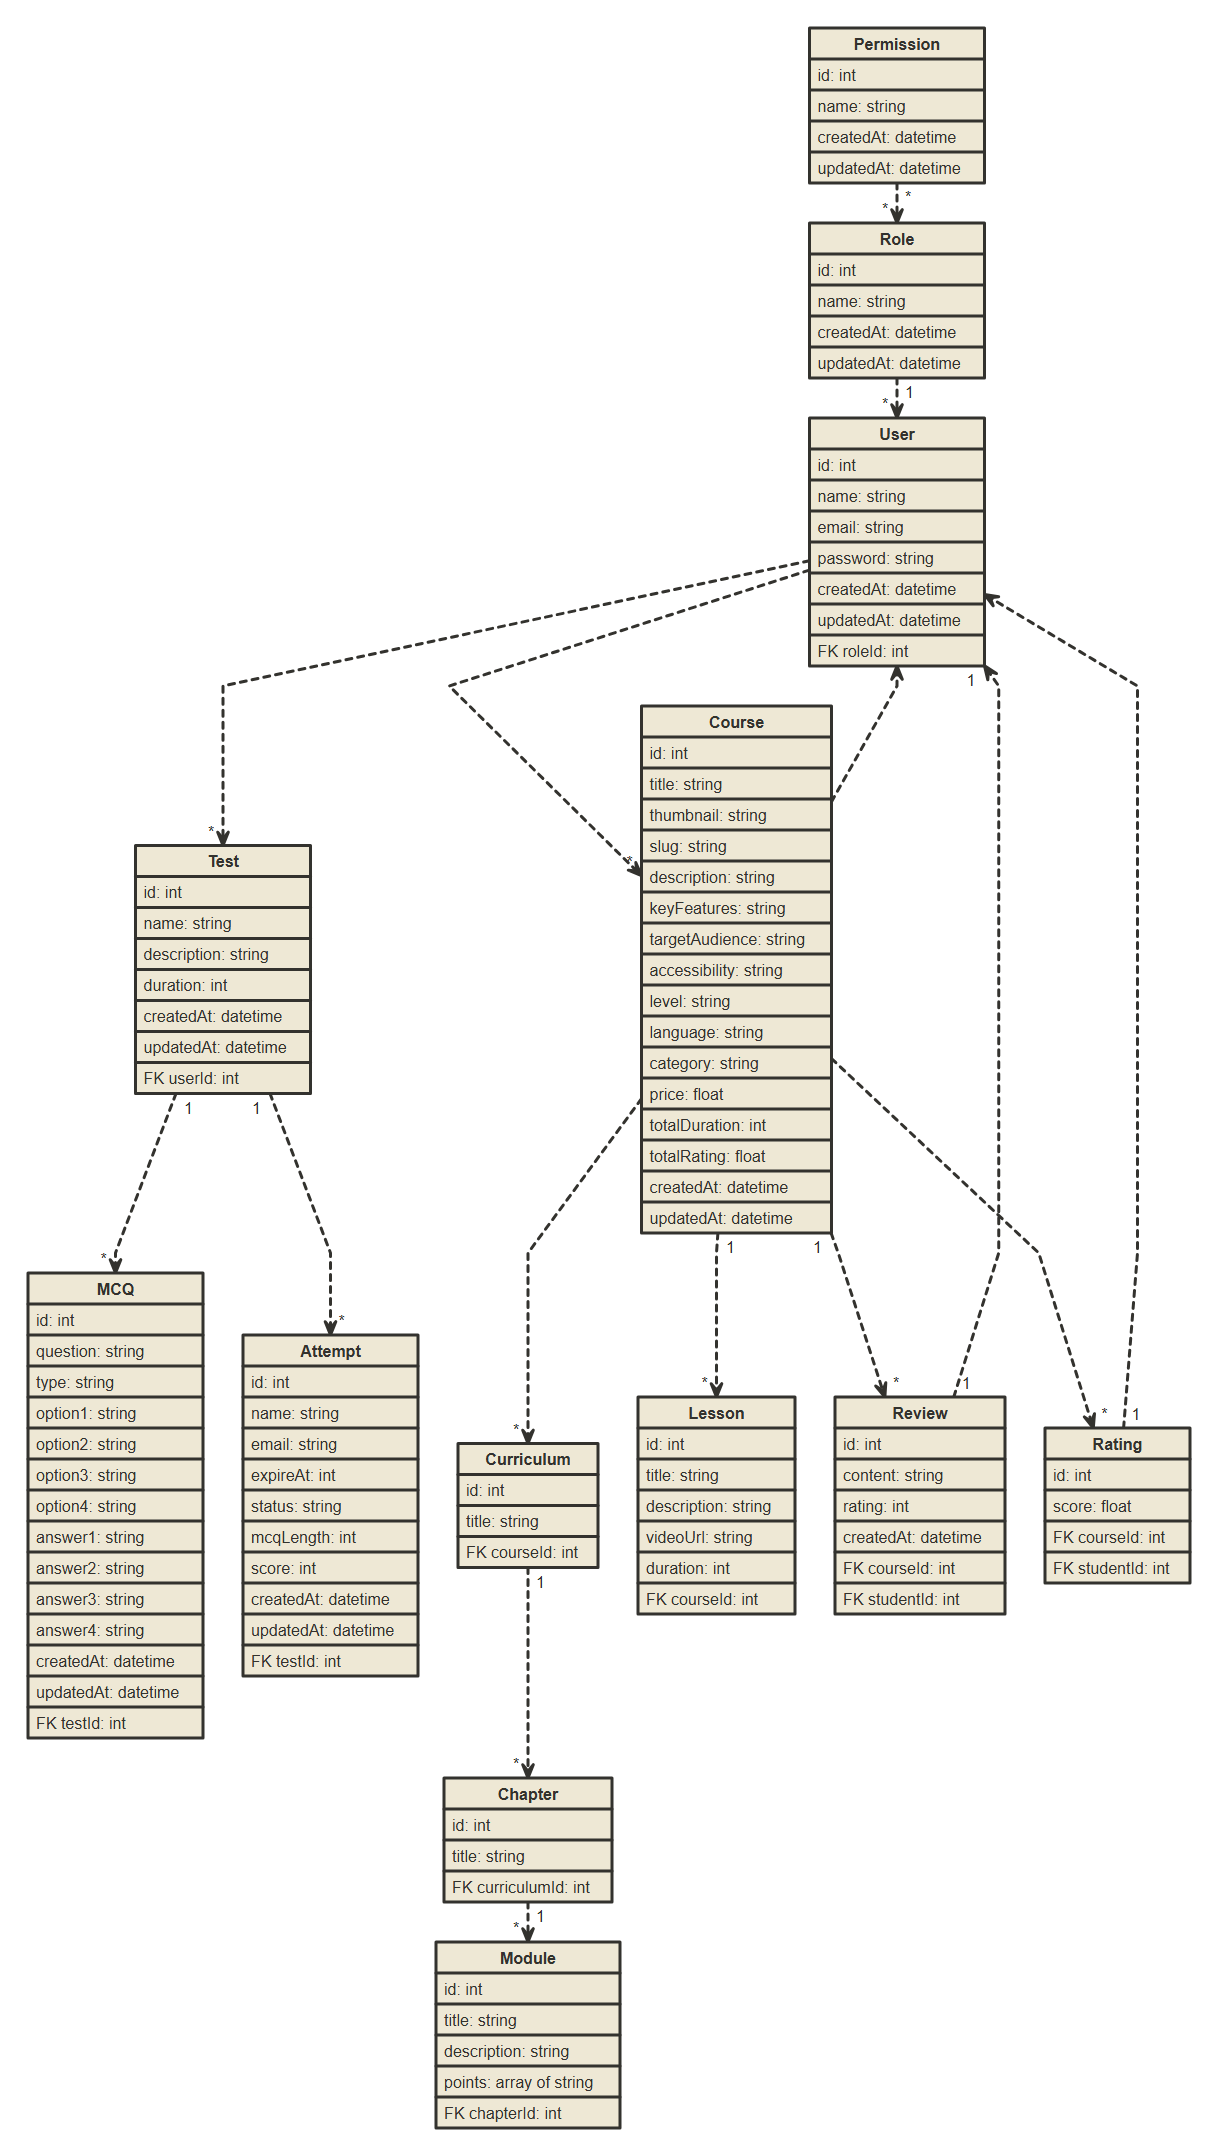 Permission
id: int
name: string
createdAt: datetime
updatedAt: datetime
*
*
Role
id: int
name: string
createdAt: datetime
updatedAt: datetime
1
*
User
id: int
name: string
email: string
password: string
createdAt: datetime
updatedAt: datetime
FK roleId: int
1
Course
id: int
title: string
thumbnail: string
slug: string
description: string
keyFeatures: string
targetAudience: string
accessibility: string
level: string
language: string
category: string
price: float
totalDuration: int
totalRating: float
createdAt: datetime
updatedAt: datetime
*
1
1
*
Test
id: int
name: string
description: string
duration: int
createdAt: datetime
updatedAt: datetime
FK userId: int
1
1
*
MCQ
id: int
question: string
type: string
option1: string
option2: string
option3: string
option4: string
answer1: string
answer2: string
answer3: string
answer4: string
createdAt: datetime
updatedAt: datetime
FK testId: int
*
Attempt
id: int
name: string
email: string
expireAt: int
status: string
mcqLength: int
score: int
createdAt: datetime
updatedAt: datetime
FK testId: int
*
Curriculum
id: int
title: string
FK courseId: int
1
*
Lesson
id: int
title: string
description: string
videoUrl: string
duration: int
FK courseId: int
*
1
Review
id: int
content: string
rating: int
createdAt: datetime
FK courseId: int
FK studentId: int
*
1
Rating
id: int
score: float
FK courseId: int
FK studentId: int
*
Chapter
id: int
title: string
FK curriculumId: int
1
*
Module
id: int
title: string
description: string
points: array of string
FK chapterId: int